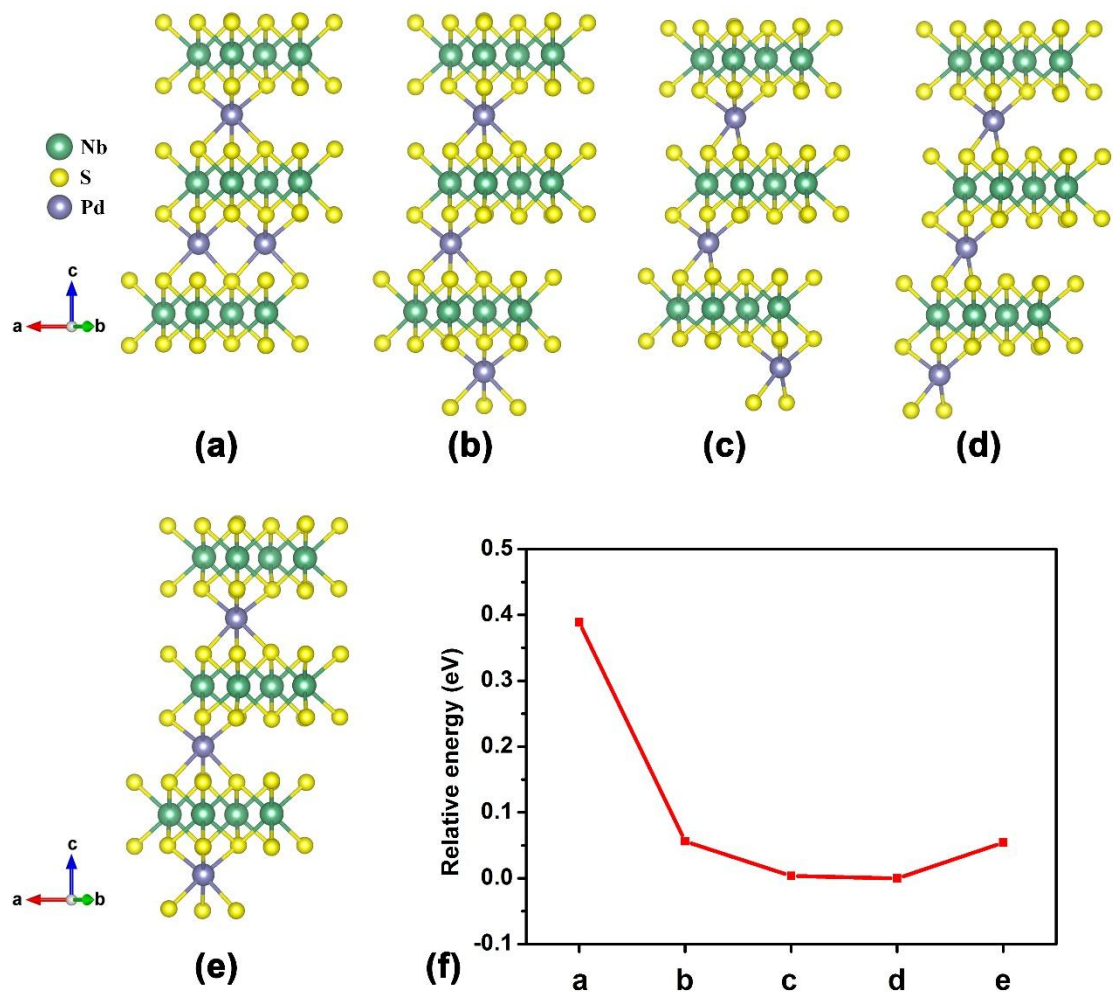 Nb
S
Pd
c
a b
(a) (b) (c) (d)
c
a b
(e)
0.5
0.4
0.3
0.2
0.1
0.0
-0.1
Relative energy (eV)
a b c d e
(f)